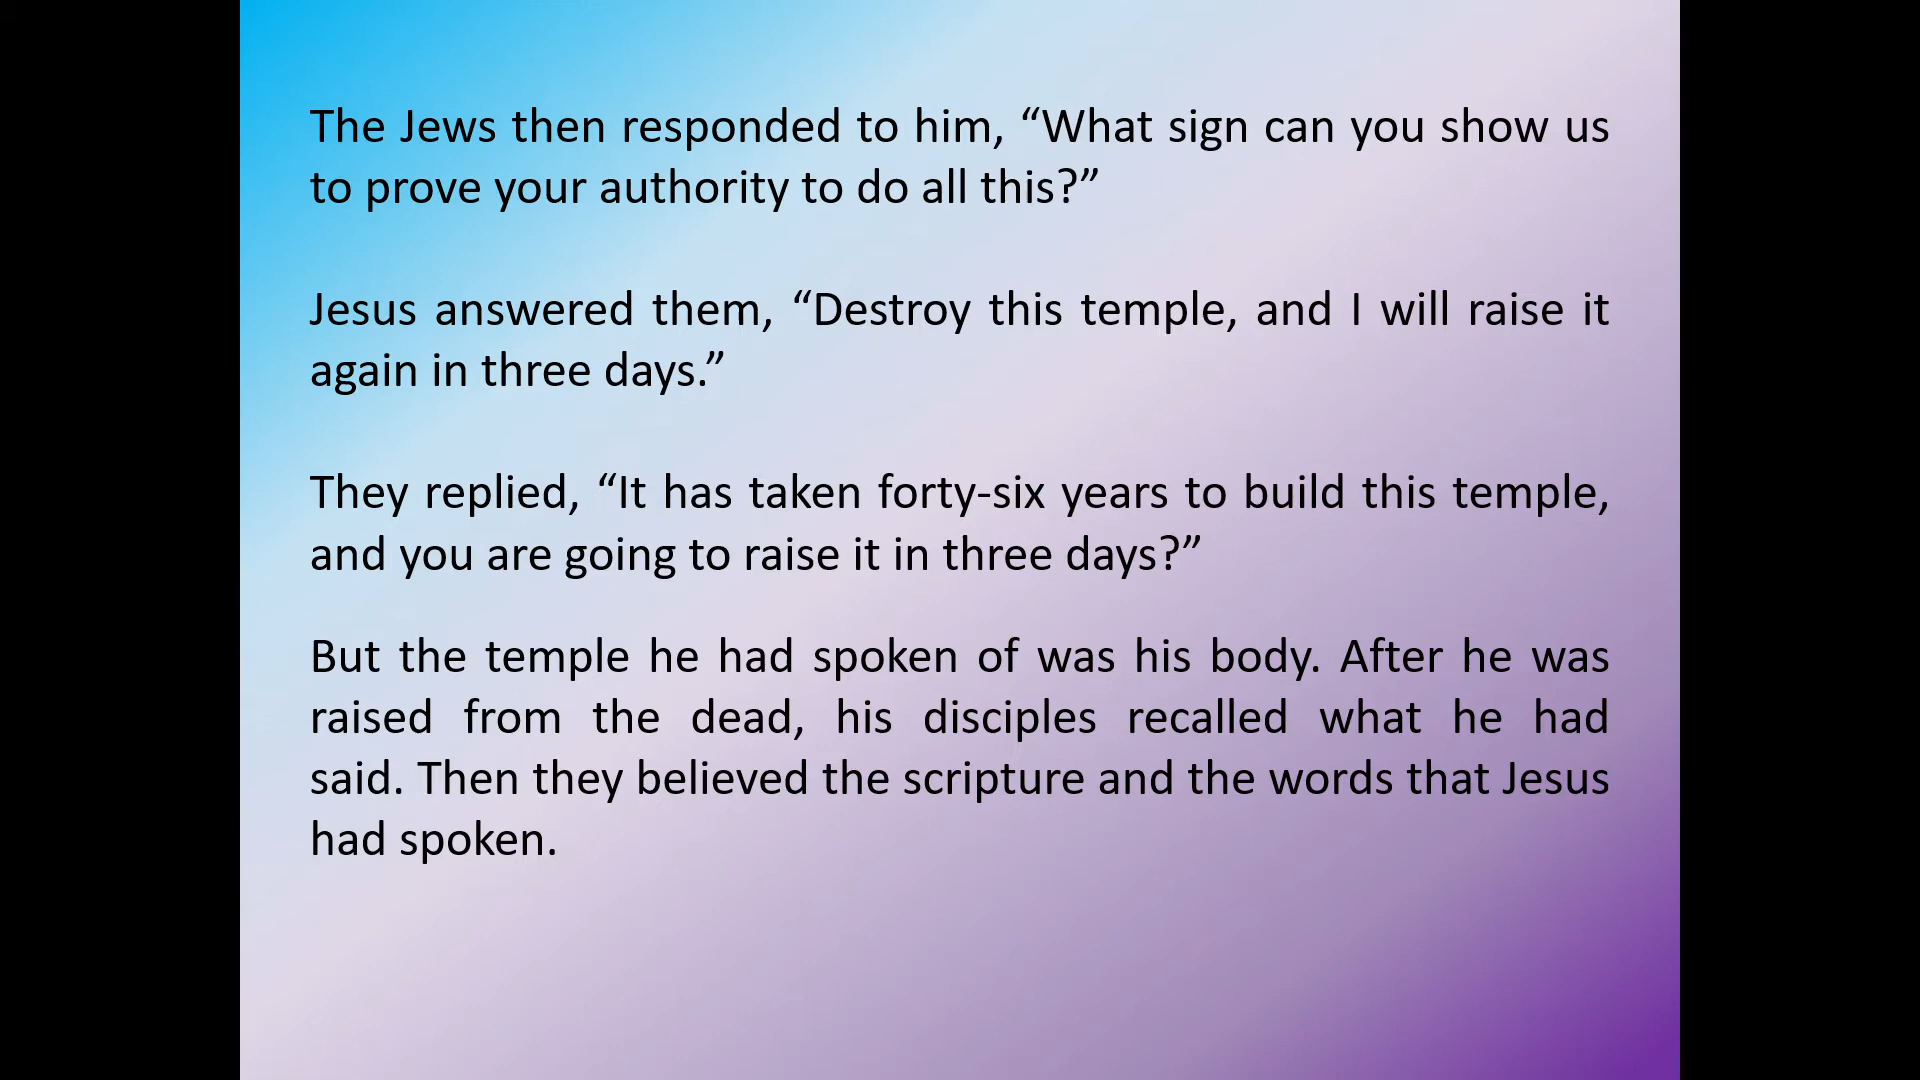 The Jews then responded to him, “What sign can you show us
to prove your authority to do all this?”
Jesus answered them, “Destroy this temple, and I will raise it
again in three days.”
They replied, “It has taken forty-six years to build this temple,
and you are going to raise it in three days?”
But the temple he had spoken of was his body. After he was
raised from the dead, his disciples recalled what he had
said. Then they believed the scripture and the words that Jesus
had spoken.